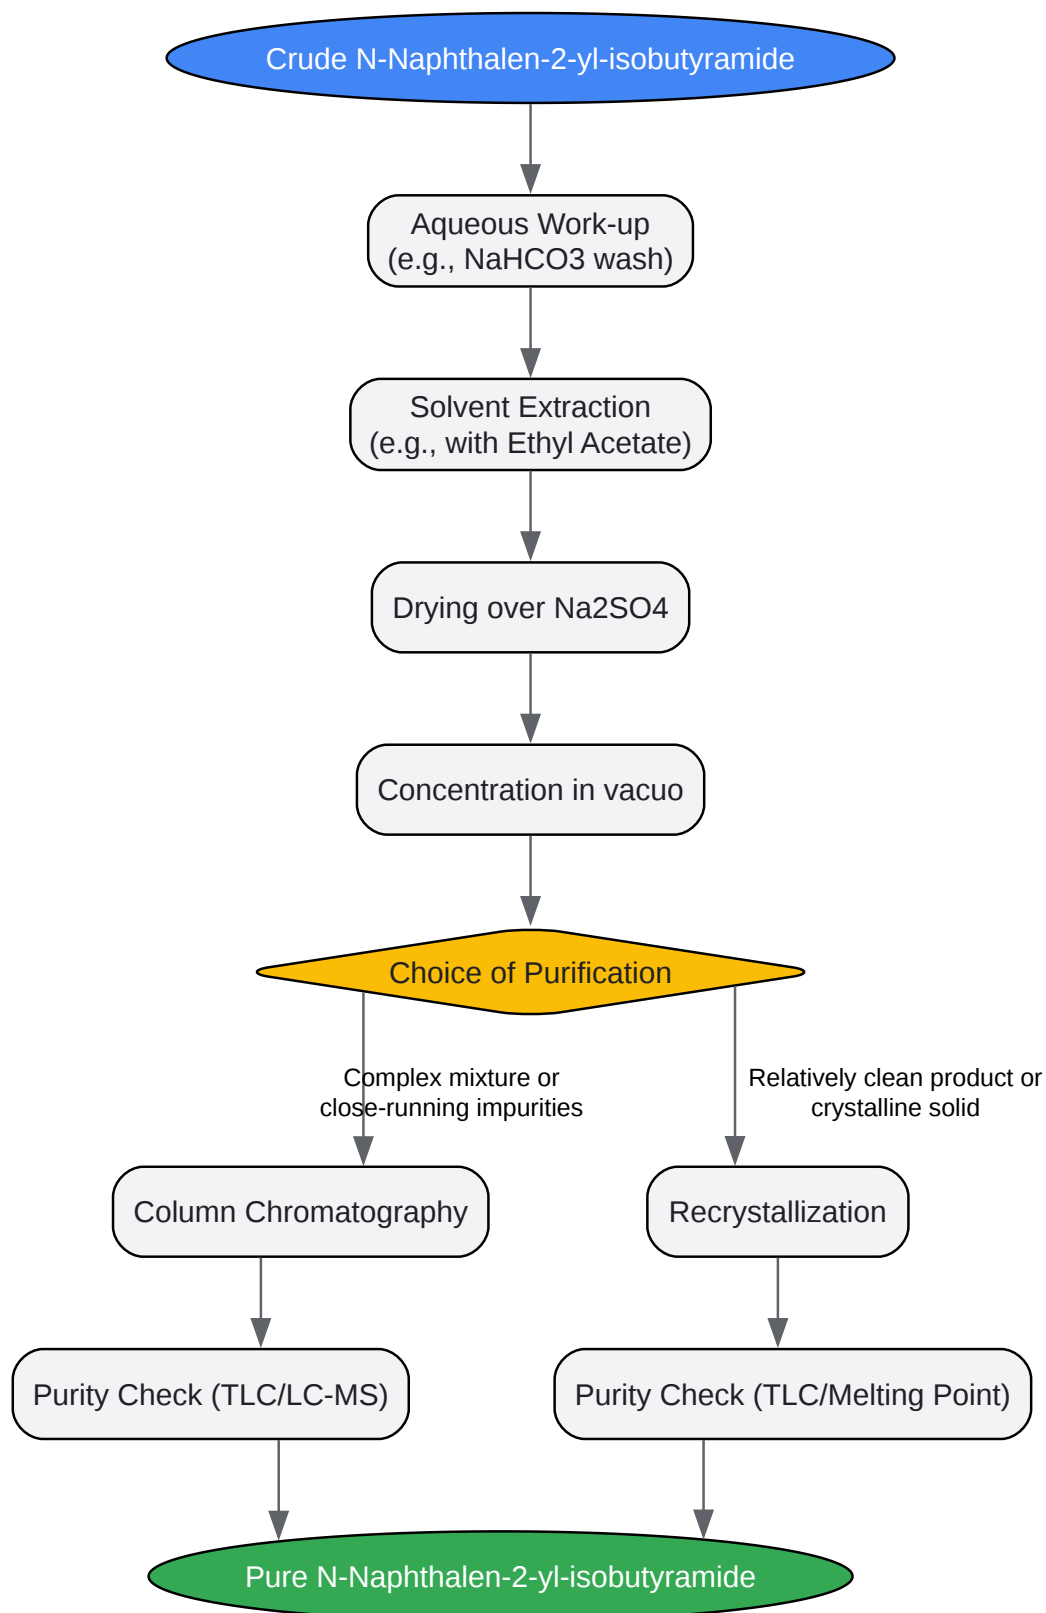 Crude N-Naphthalen-2-yl-isobutyramide
Aqueous Work-up
(e.g., NaHCO3 wash)
Solvent Extraction
(e.g., with Ethyl Acetate)
Drying over Na2SO4
Concentration in vacuo
Choice of Purification
Complex mixture or
close-running impurities
Relatively clean product or
crystalline solid
Column Chromatography
Recrystallization
Purity Check (TLC/LC-MS)
Purity Check (TLC/Melting Point)
Pure N-Naphthalen-2-yl-isobutyramide